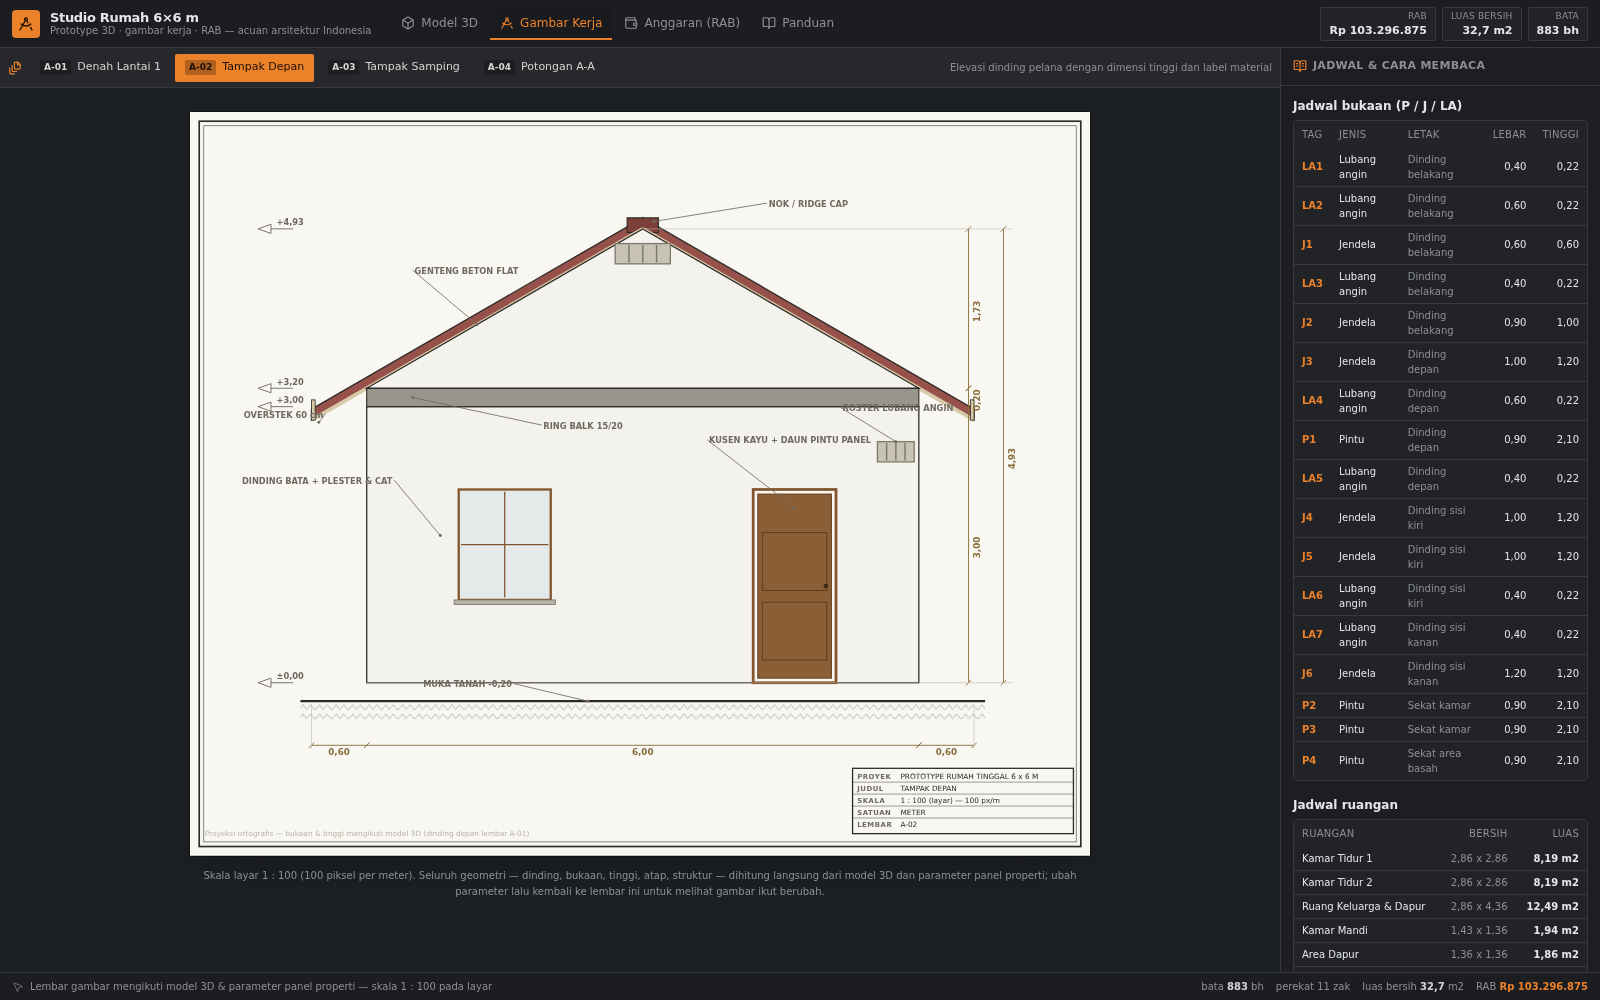 Studio Rumah 6×6 m
Prototype 3D · gambar kerja · RAB — acuan arsitektur Indonesia
Model 3D
Gambar Kerja
Anggaran (RAB)
Panduan
RAB
Rp 103.296.875
LUAS BERSIH
32,7 m²
BATA
883 bh
A-01 Denah Lantai 1
A-02 Tampak Depan
A-03 Tampak Samping
A-04 Potongan A-A
Elevasi dinding pelana dengan dimensi tinggi dan label material
JADWAL & CARA MEMBACA
NOK / RIDGE CAP
+4,93
GENTENG BETON FLAT
1,73
+3,20
+3,00
OVERSTEK 60 cm
0,20
ROSTER LUBANG ANGIN
RING BALK 15/20
KUSEN KAYU + DAUN PINTU PANEL
4,93
DINDING BATA + PLESTER & CAT
3,00
±0,00
MUKA TANAH -0,20
0,60
6,00
0,60
PROYEK PROTOTYPE RUMAH TINGGAL 6 x 6 M
JUDUL TAMPAK DEPAN
SKALA 1 : 100 (layar) — 100 px/m
SATUAN METER
LEMBAR A-02
Proyeksi ortografis — bukaan & tinggi mengikuti model 3D (dinding depan lembar A-01)
Skala layar 1 : 100 (100 piksel per meter). Seluruh geometri — dinding, bukaan, tinggi, atap, struktur — dihitung langsung dari model 3D dan parameter panel properti; ubah
parameter lalu kembali ke lembar ini untuk melihat gambar ikut berubah.
Jadwal bukaan (P / J / LA)
TAG JENIS LETAK LEBAR TINGGI
LA1 Lubang angin Dinding belakang 0,40 0,22
LA2 Lubang angin Dinding belakang 0,60 0,22
J1 Jendela Dinding belakang 0,60 0,60
LA3 Lubang angin Dinding belakang 0,40 0,22
J2 Jendela Dinding belakang 0,90 1,00
J3 Jendela Dinding depan 1,00 1,20
LA4 Lubang angin Dinding depan 0,60 0,22
P1 Pintu Dinding depan 0,90 2,10
LA5 Lubang angin Dinding depan 0,40 0,22
J4 Jendela Dinding sisi kiri 1,00 1,20
J5 Jendela Dinding sisi kiri 1,00 1,20
LA6 Lubang angin Dinding sisi kiri 0,40 0,22
LA7 Lubang angin Dinding sisi kanan 0,40 0,22
J6 Jendela Dinding sisi kanan 1,20 1,20
P2 Pintu Sekat kamar 0,90 2,10
P3 Pintu Sekat kamar 0,90 2,10
P4 Pintu Sekat area basah 0,90 2,10
Jadwal ruangan
RUANGAN BERSIH LUAS
Kamar Tidur 1 2,86 x 2,86 8,19 m2
Kamar Tidur 2 2,86 x 2,86 8,19 m2
Ruang Keluarga & Dapur 2,86 x 4,36 12,49 m2
Kamar Mandi 1,43 x 1,36 1,94 m2
Area Dapur 1,36 x 1,36 1,86 m2
Lembar gambar mengikuti model 3D & parameter panel properti — skala 1 : 100 pada layar
bata 883 bh perekat 11 zak luas bersih 32,7 m2 RAB Rp 103.296.875